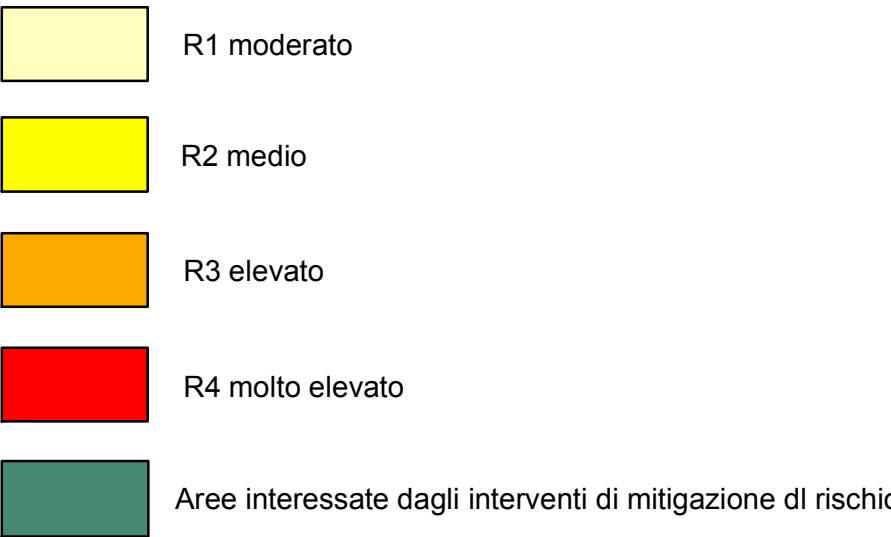 R1 moderato
R2 medio
R3 elevato
R4 molto elevato
Aree interessate dagli interventi di mitigazione dl rischio